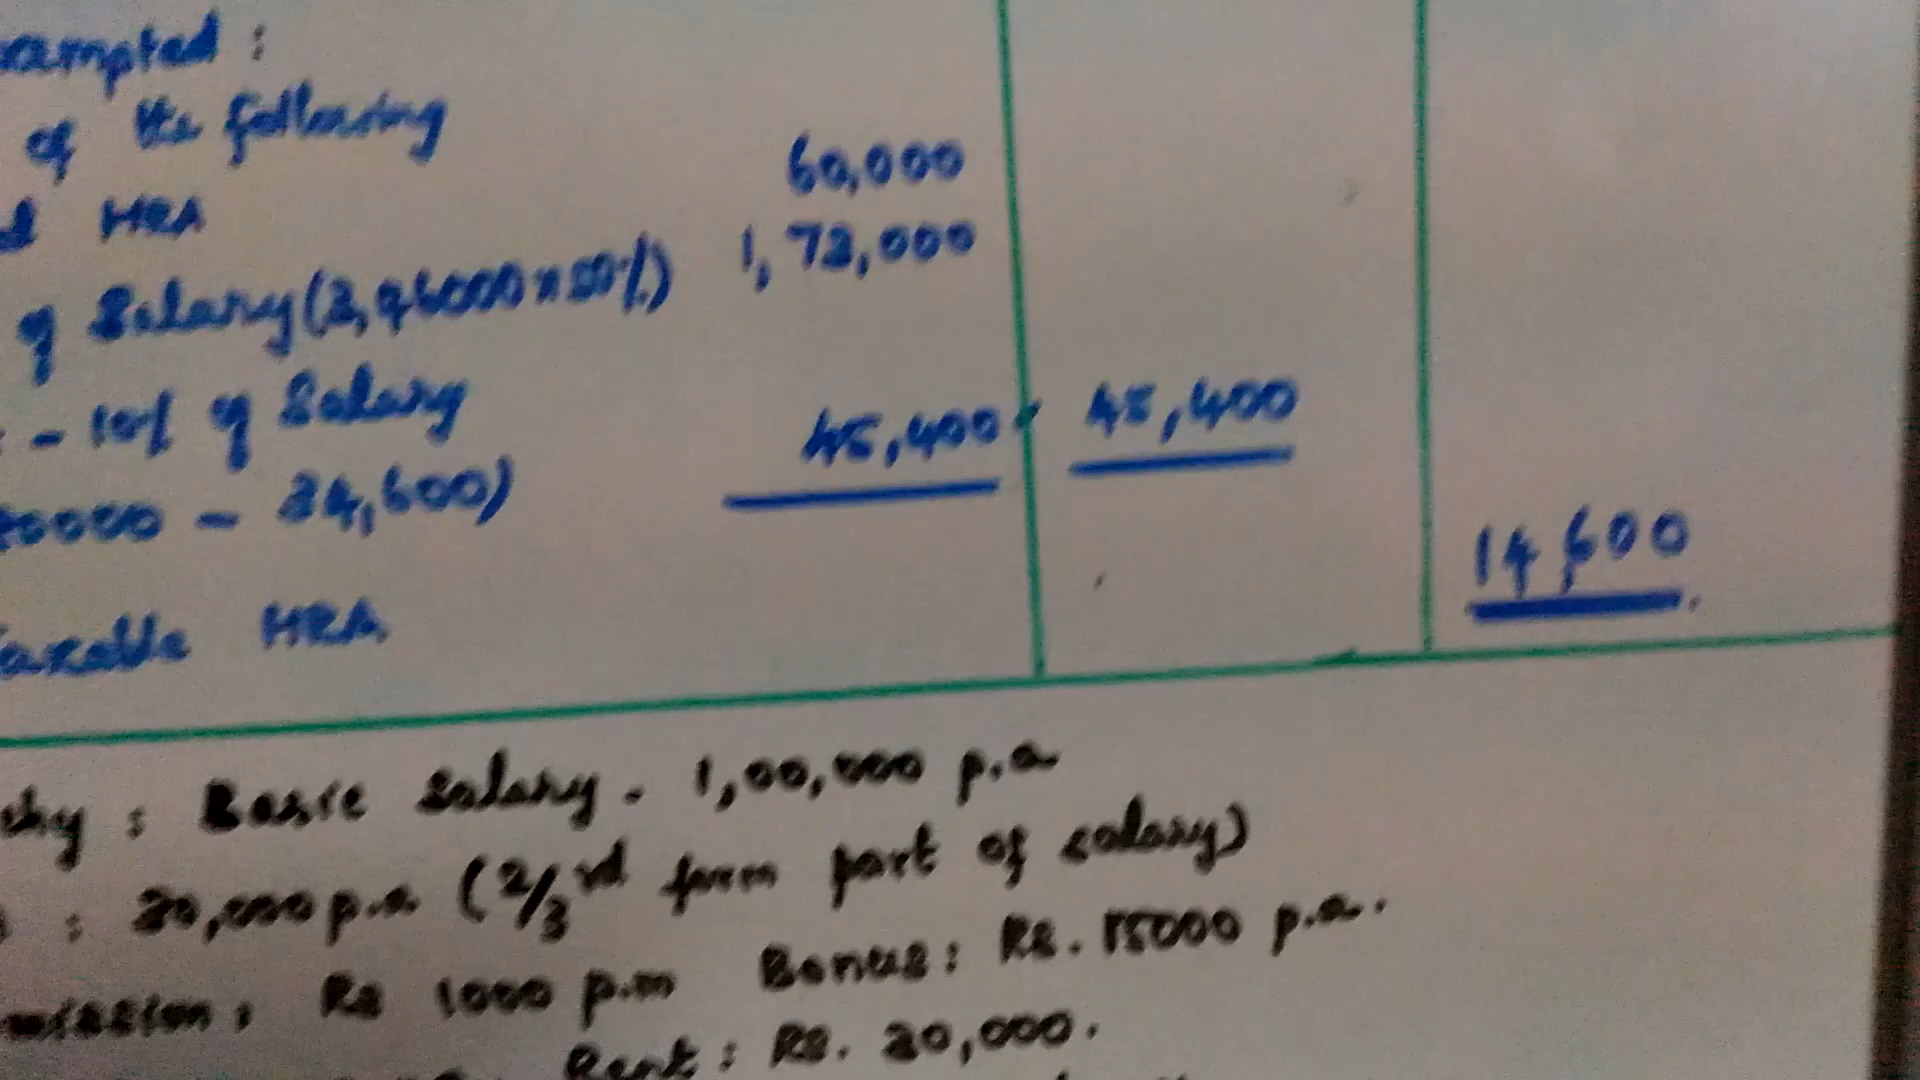 of the following
60,000
HRA
of Salary (3,46000 x 50%) 1,73,000
- 10% of Salary
- 34,600) 45,400 45,400
Taxable HRA 14,600
: Basic Salary - 1,00,000 p.a
: 20,000 p.a (2/3rd form part of salary)
Rs 1000 p.m Bonus: Rs. 15000 p.a.
Rent: Rs. 20,000.